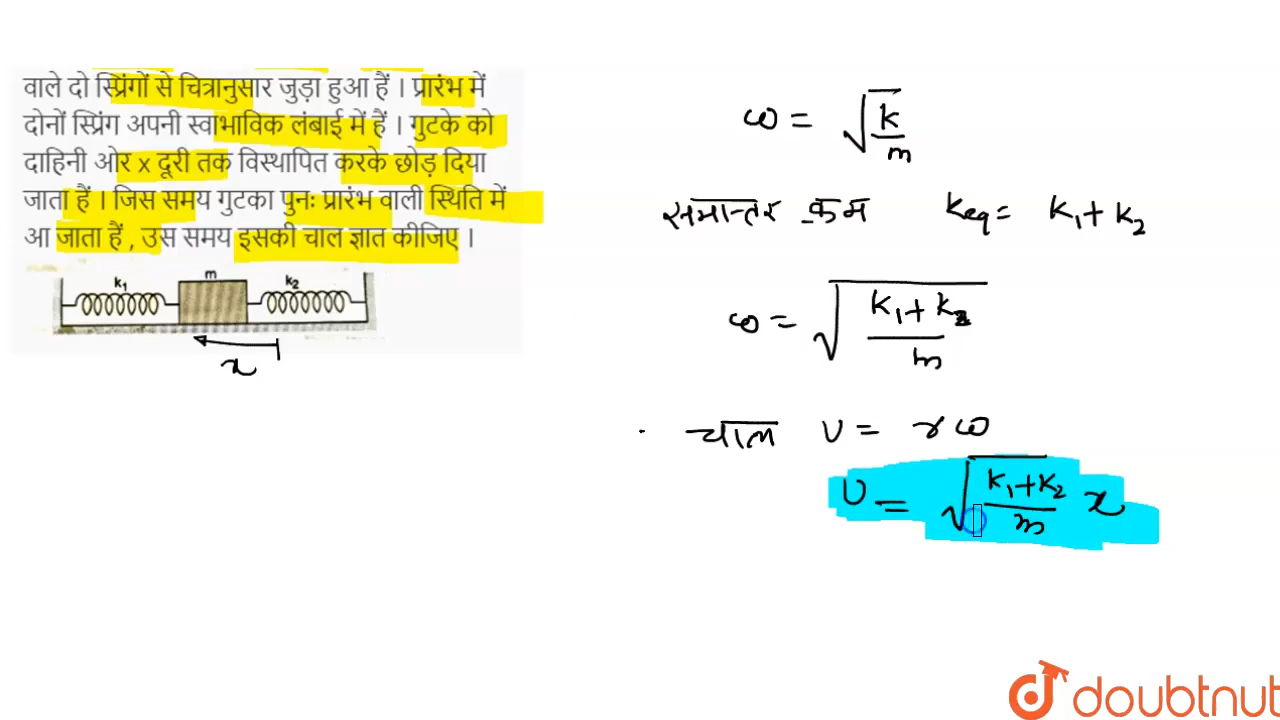 वाले दो स्प्रिंगों से चित्रानुसार जुड़ा हुआ हैं । प्रारंभ में
दोनों स्प्रिंग अपनी स्वाभाविक लंबाई में हैं । गुटके को
दाहिनी ओर x दूरी तक विस्थापित करके छोड़ दिया
जाता हैं । जिस समय गुटका पुनः प्रारंभ वाली स्थिति में
आ जाता हैं , उस समय इसकी चाल ज्ञात कीजिए ।
k₁ m k₂
x
ω = √(k/m)
समान्तर क्रम keq = k₁ + k₂
ω = √((k₁ + k₂)/m)
चाल v = rω
v = √((k₁ + k₂)/m) x
doubtnut